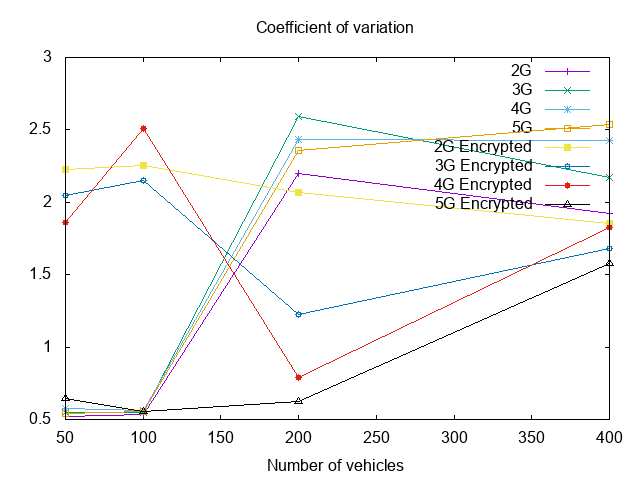 Coefficient of variation
3
2.5
2
1.5
1
0.5
2G
3G
4G
5G
2G Encrypted
3G Encrypted
4G Encrypted
5G Encrypted
50 100 150 200 250 300 350 400
Number of vehicles